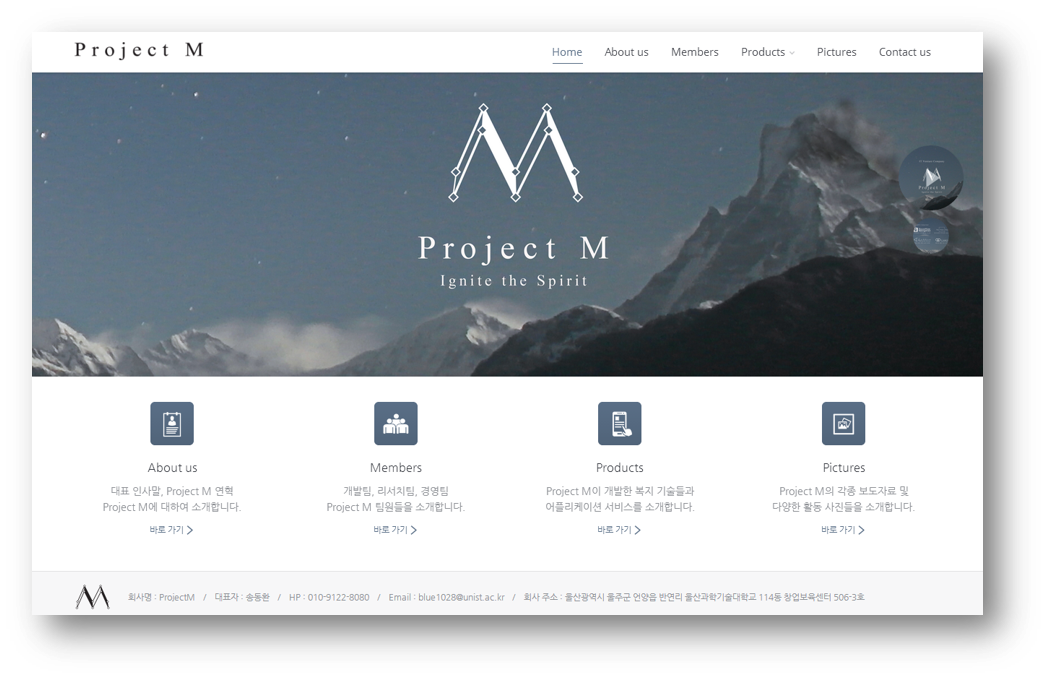 Project M
Home About us Members Products Pictures Contact us
Project M
Ignite the Spirit
Project M
About us Members Products Pictures
대표 인사말, Project M 연혁
Project M에 대하여 소개합니다.
바로 가기
개발팀, 리서치팀, 경영팀
Project M 팀원들을 소개합니다.
바로 가기
Project M이 개발한 복지 기술들과
어플리케이션 서비스를 소개합니다.
바로 가기
Project M의 각종 보도자료 및
다양한 활동 사진들을 소개합니다.
바로 가기
회사명 : ProjectM / 대표자 : 송동완 / HP : 010-9122-8080 / Email : blue1028@unist.ac.kr / 회사 주소 : 울산광역시 울주군 언양읍 반연리 울산과학기술대학교 114동 창업보육센터 506-3호